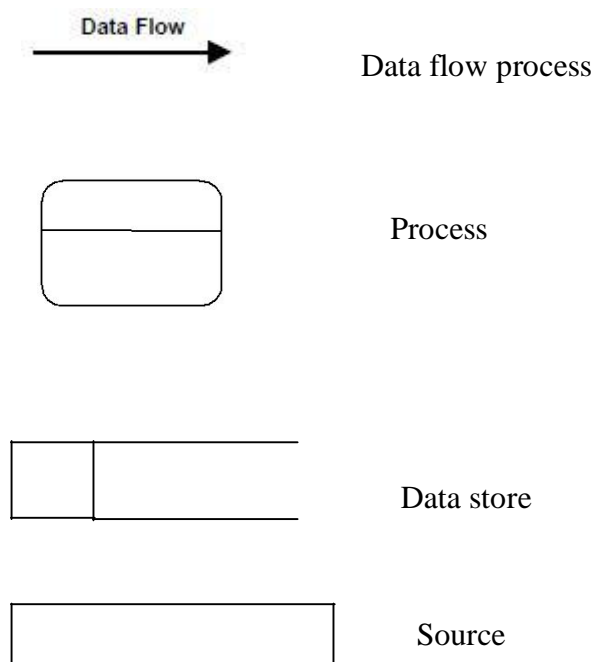 Data Flow
Data flow process
Process
Data store
Source